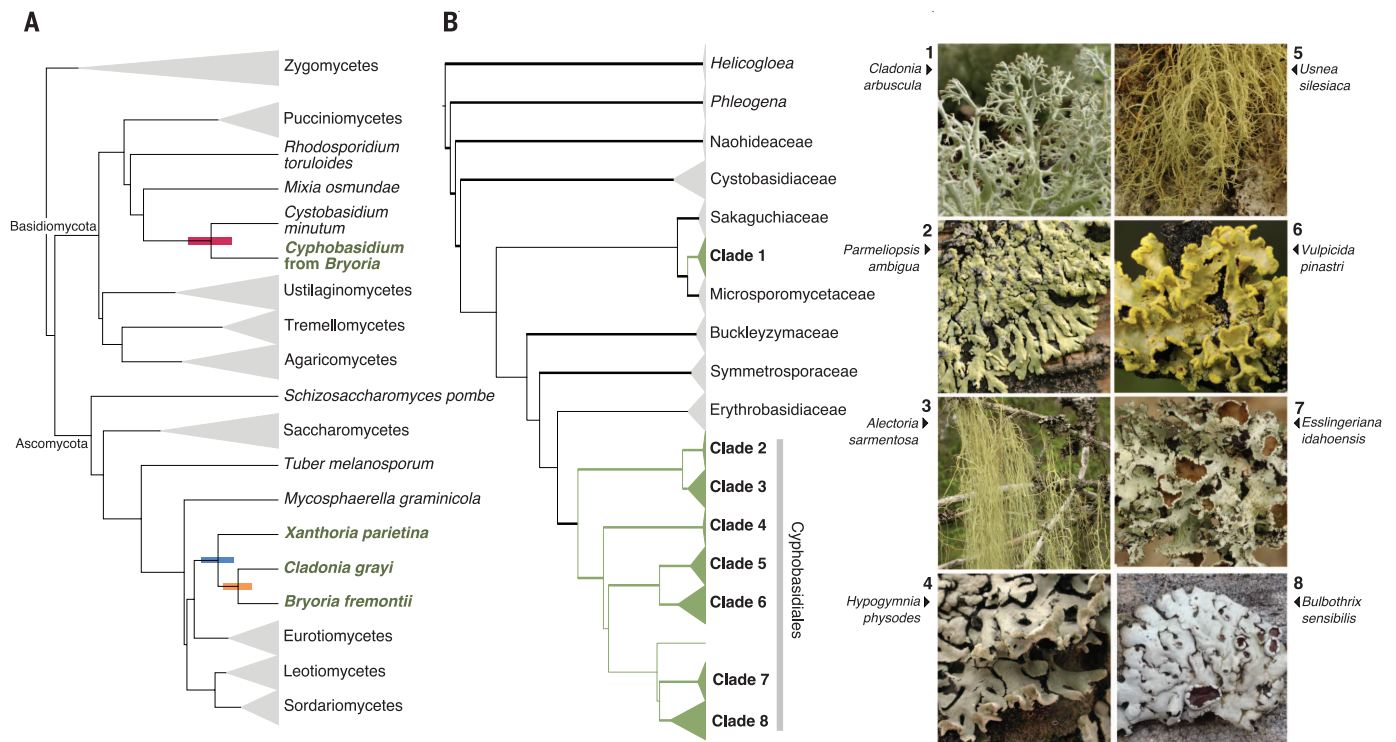 A
Zygomycetes
Pucciniomycetes
Rhodosporidium
toruloides
Mixia osmundae
Cystobasidium
minutum
Basidiomycota
Cyphobasidium
from Bryoria
Ustilaginomycetes
Tremellomycetes
Agaricomycetes
Schizosaccharomyces pombe
Ascomycota
Saccharomycetes
Tuber melanosporum
Mycosphaerella graminicola
Xanthoria parietina
Cladonia grayi
Bryoria fremontii
Eurotiomycetes
Leotiomycetes
Sordariomycetes
B
Helicogloea
Phleogena
Naohideaceae
Cystobasidiaceae
Sakaguchiaceae
Clade 1
Microsporomycetaceae
Buckleyzymaceae
Symmetrosporaceae
Erythrobasidiaceae
Clade 2
Clade 3
Clade 4
Clade 5
Clade 6
Clade 7
Clade 8
Cyphobasidiales
1
Cladonia
arbuscula
2
Parmeliopsis
ambigua
3
Alectoria
sarmentosa
4
Hypogymnia
physodes
5
Usnea
silesiaca
6
Vulpicida
pinastri
7
Esslingeriana
idahoensis
8
Bulbothrix
sensibilis